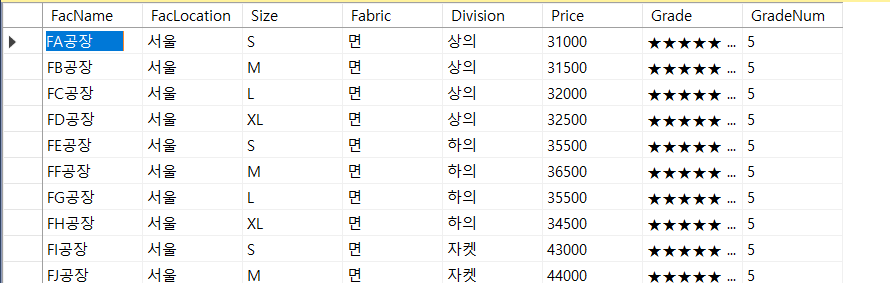 FacName FacLocation Size Fabric Division Price Grade GradeNum
FA공장 서울 S 면 상의 31000 ★★★★★ ... 5
FB공장 서울 M 면 상의 31500 ★★★★★ ... 5
FC공장 서울 L 면 상의 32000 ★★★★★ ... 5
FD공장 서울 XL 면 상의 32500 ★★★★★ ... 5
FE공장 서울 S 면 하의 35500 ★★★★★ ... 5
FF공장 서울 M 면 하의 36500 ★★★★★ ... 5
FG공장 서울 L 면 하의 35500 ★★★★★ ... 5
FH공장 서울 XL 면 하의 34500 ★★★★★ ... 5
FI공장 서울 S 면 자켓 43000 ★★★★★ ... 5
FJ공장 서울 M 면 자켓 44000 ★★★★★ ... 5